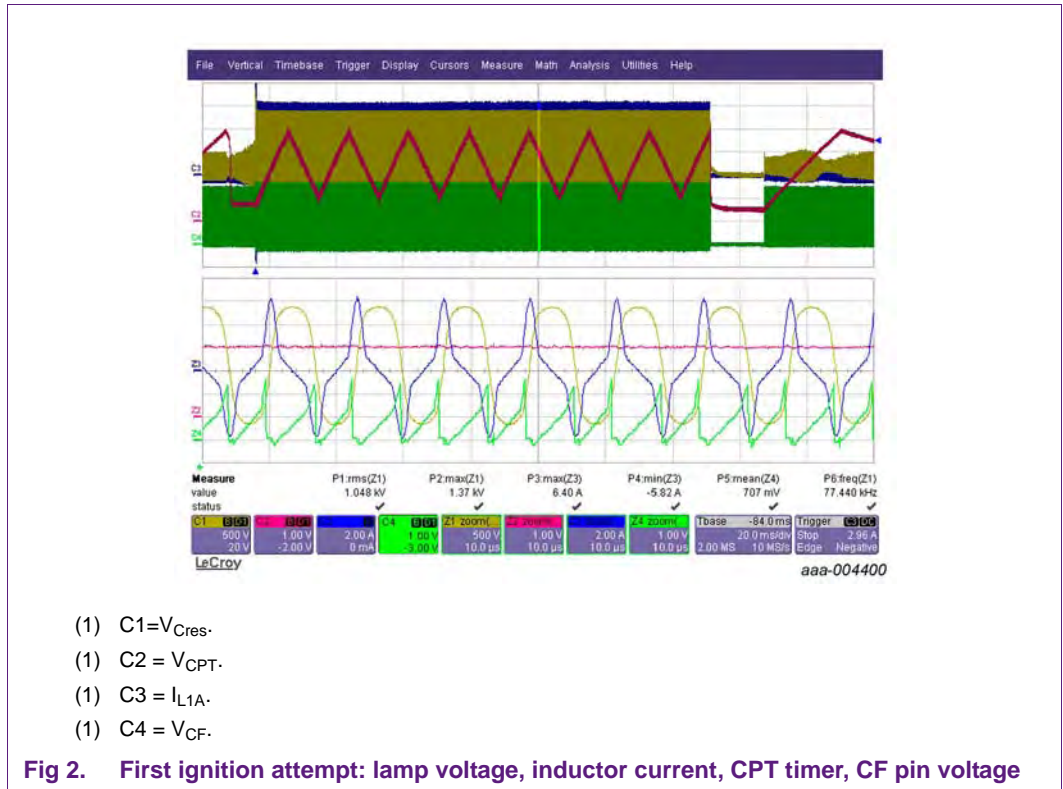 File Vertical Timebase Trigger Display Cursors Measure Math Analysis Utilities Help
C3
C2
C4
Z3
Z2
Z4
Measure P1:rms(Z1) P2:max(Z1) P3:max(Z3) P4:min(Z3) P5:mean(Z4) P6:freq(Z1)
value 1.048 kV 1.37 kV 6.40 A -5.82 A 707 mV 77.440 kHz
status
C1 C4 Z1 zoom( Z4 zoom( Tbase -84.0 ms Trigger C3 DC
500 V 1.00 V 2.00 A 1.00 V 500 V 1.00 V 2.00 A 1.00 V 20.0 ms/div Stop 2.96 A
20 V -2.00 V 0 mA -3.00 V 10.0 µs 10.0 µs 10.0 µs 10.0 µs 2.00 MS 10 MS/s Edge Negative
LeCroy
aaa-004400
(1) C1=VCres.
(1) C2 = VCPT.
(1) C3 = IL1A.
(1) C4 = VCF.
Fig 2. First ignition attempt: lamp voltage, inductor current, CPT timer, CF pin voltage